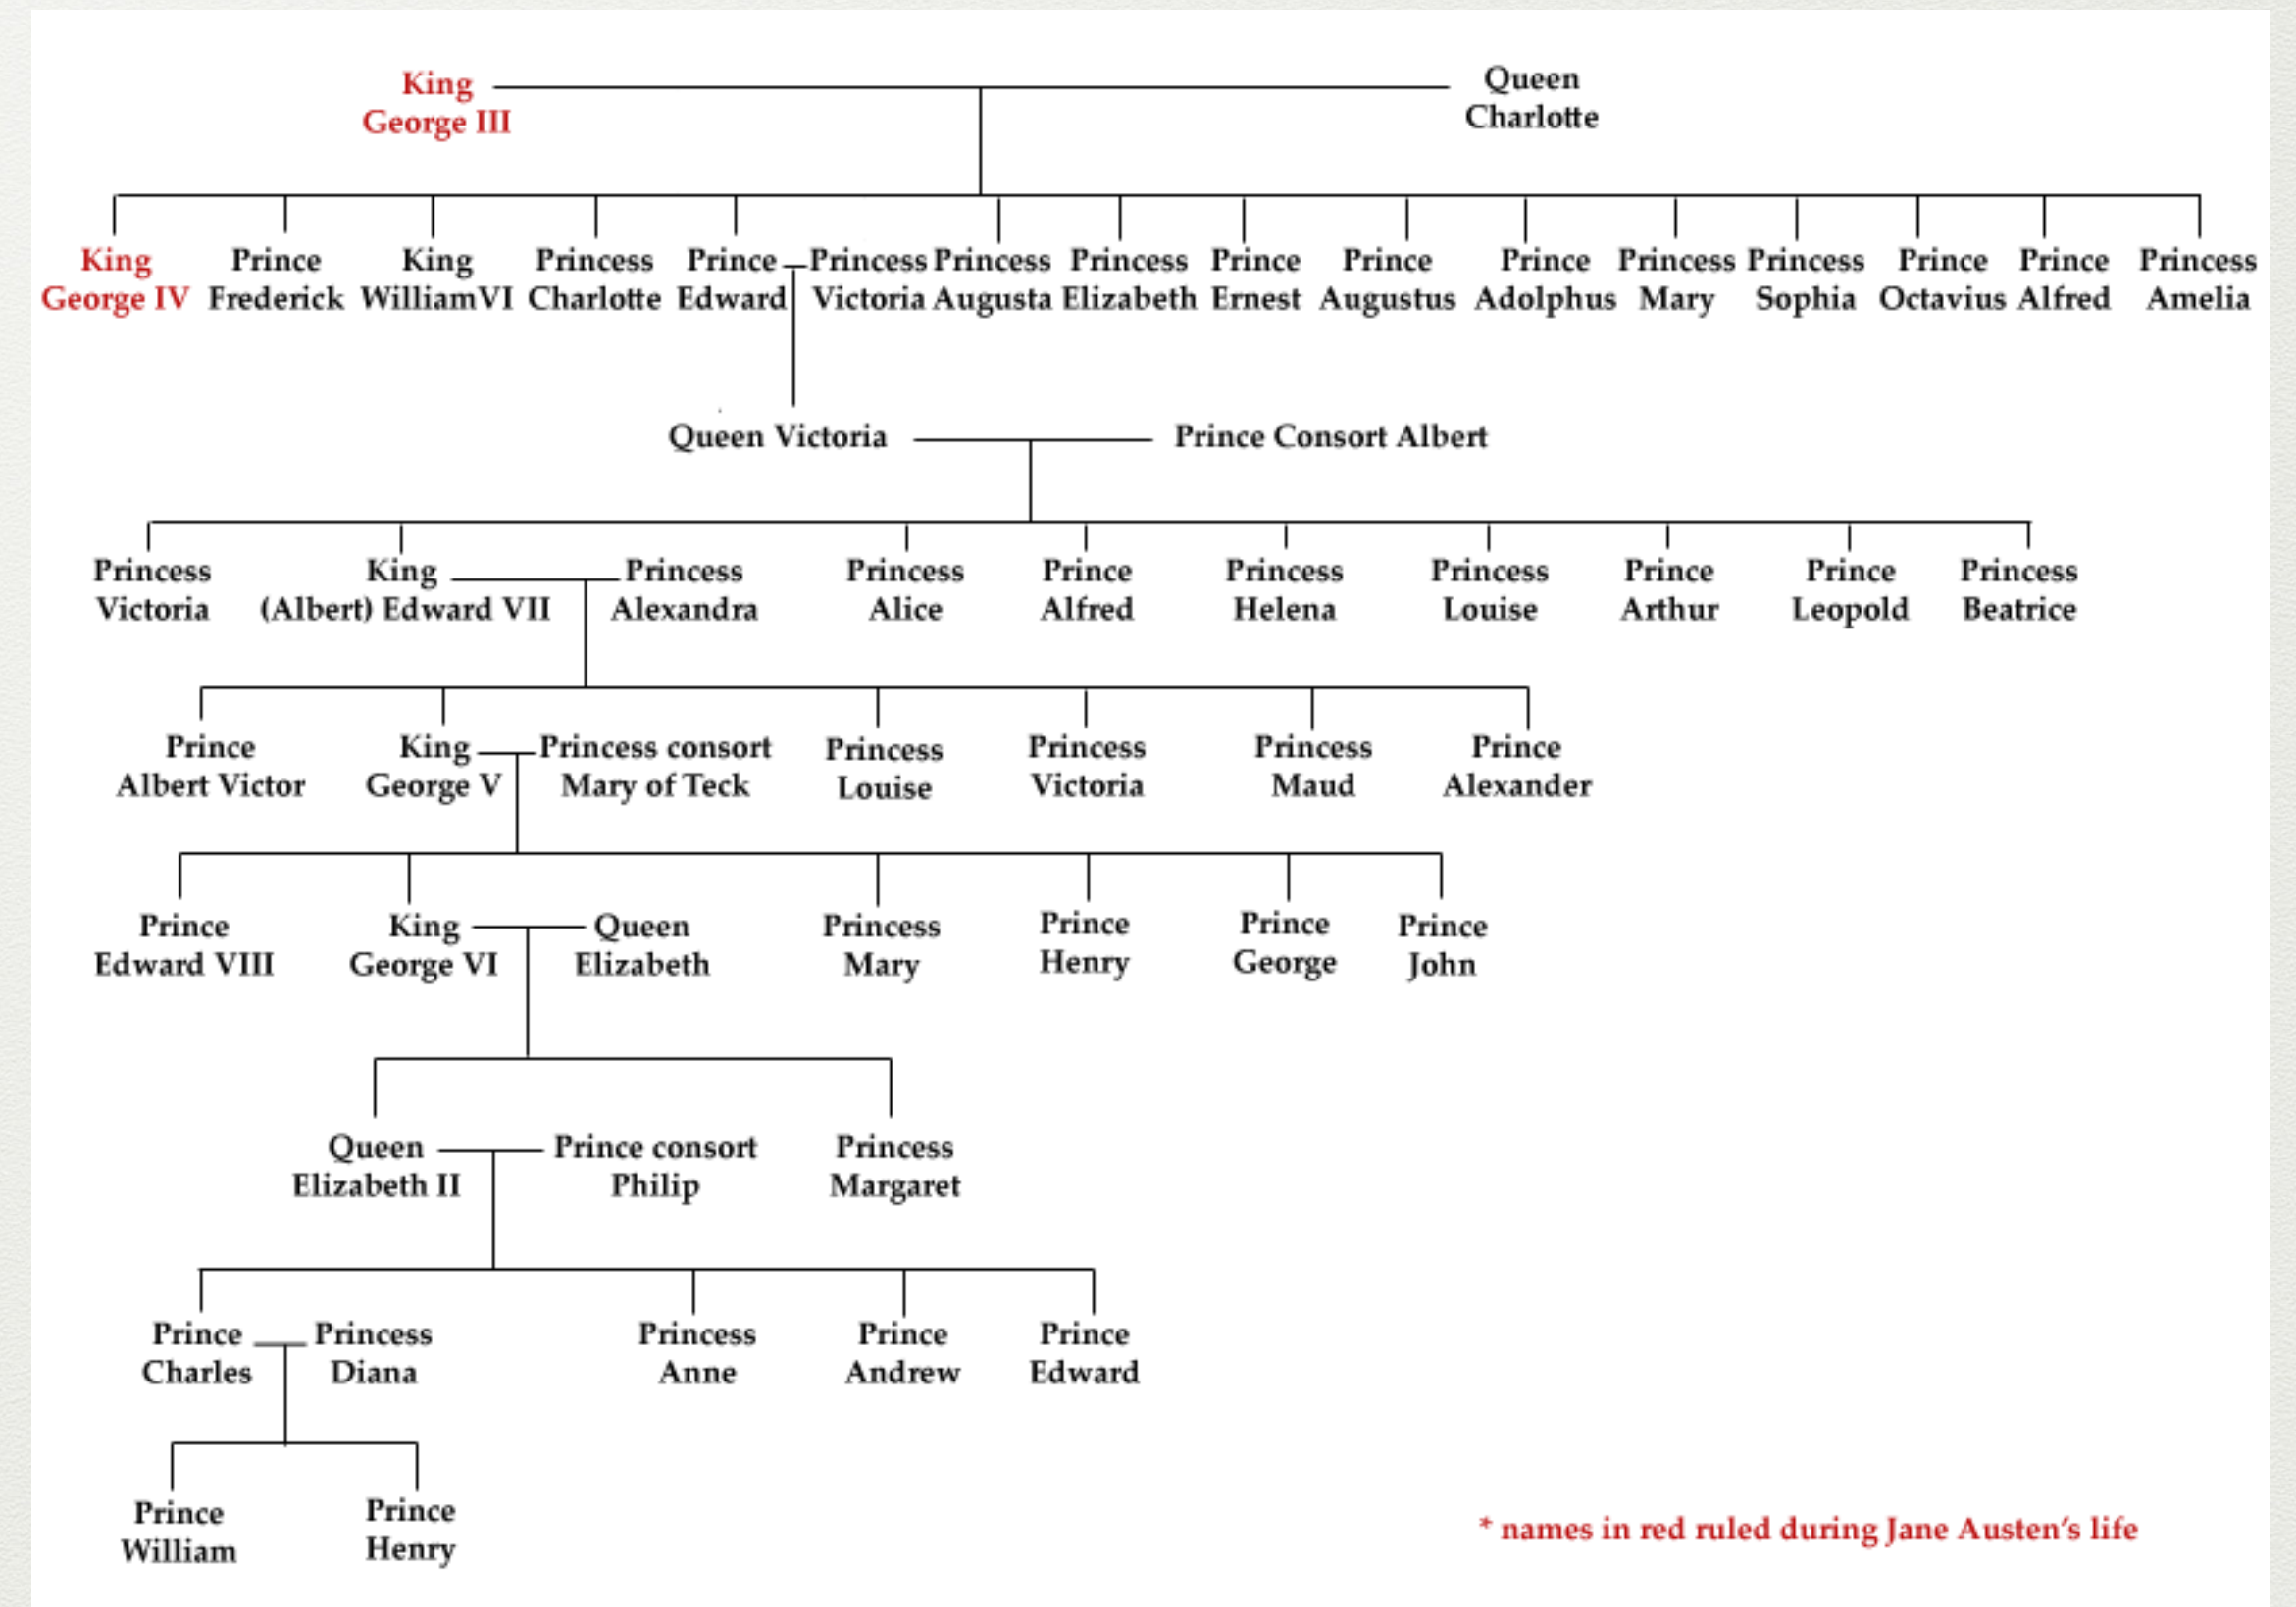 King
George III
Queen
Charlotte
King
George IV
Prince
Frederick
King
WilliamVI
Princess
Charlotte
Prince
Edward
Princess
Victoria
Princess
Augusta
Princess
Elizabeth
Prince
Ernest
Prince
Augustus
Prince
Adolphus
Princess
Mary
Princess
Sophia
Prince
Octavius
Prince
Alfred
Princess
Amelia
Queen Victoria
Prince Consort Albert
Princess
Victoria
King
(Albert) Edward VII
Princess
Alexandra
Princess
Alice
Prince
Alfred
Princess
Helena
Princess
Louise
Prince
Arthur
Prince
Leopold
Princess
Beatrice
Prince
Albert Victor
King
George V
Princess consort
Mary of Teck
Princess
Louise
Princess
Victoria
Princess
Maud
Prince
Alexander
Prince
Edward VIII
King
George VI
Queen
Elizabeth
Princess
Mary
Prince
Henry
Prince
George
Prince
John
Queen
Elizabeth II
Prince consort
Philip
Princess
Margaret
Prince
Charles
Princess
Diana
Princess
Anne
Prince
Andrew
Prince
Edward
Prince
William
Prince
Henry
* names in red ruled during Jane Austen's life